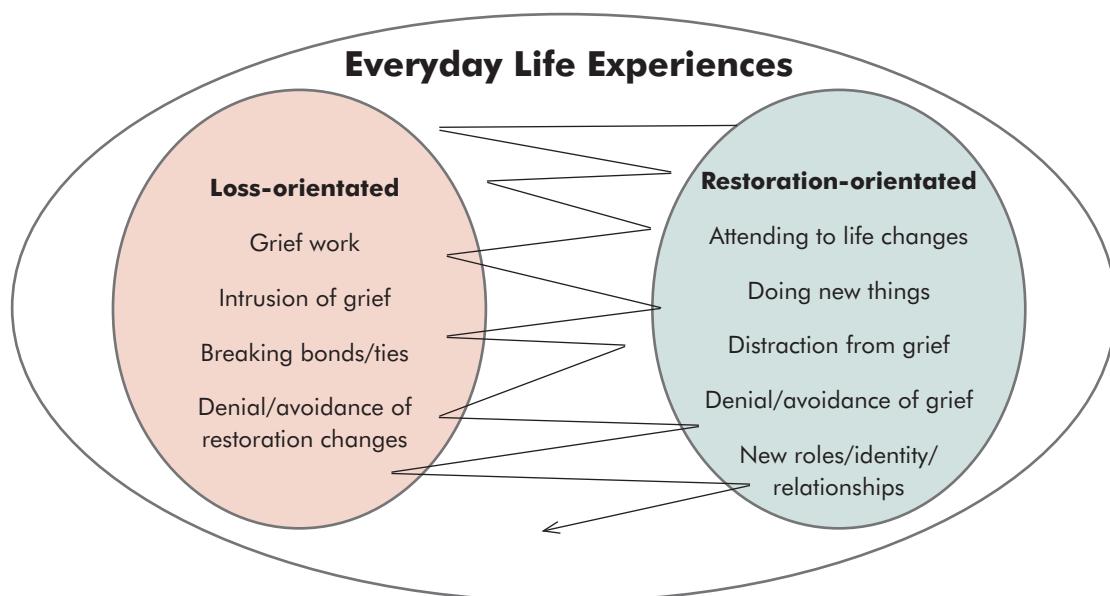 Everyday Life Experiences
Loss-orientated
Grief work
Intrusion of grief
Breaking bonds/ties
Denial/avoidance of
restoration changes
Restoration-orientated
Attending to life changes
Doing new things
Distraction from grief
Denial/avoidance of grief
New roles/identity/
relationships